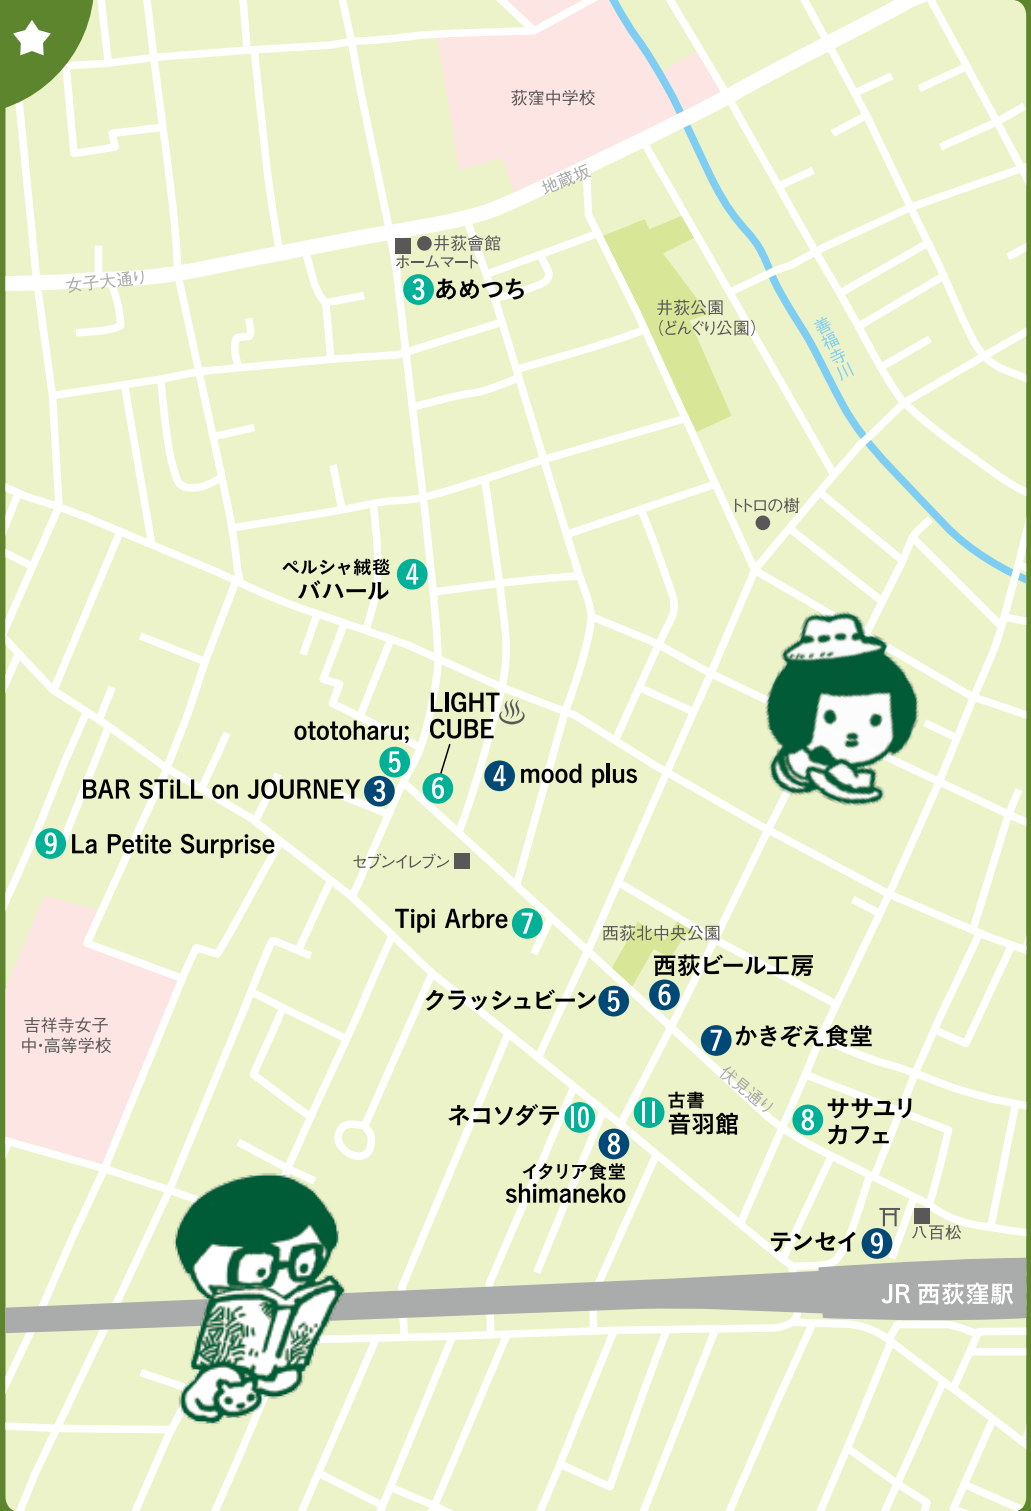 荻窪中学校
地蔵坂
井荻會館
ホームマート
女子大通り
3 あめつち
井荻公園
(どんぐり公園)
善福寺川
トトロの樹
ペルシャ絨毯
バハール
4
LIGHT
CUBE
6
ototoharu;
5
BAR STiLL on JOURNEY 3
4 mood plus
9 La Petite Surprise
セブンイレブン
Tipi Arbre 7
西荻北中央公園
西荻ビール工房
6
クラッシュビーン 5
吉祥寺女子
中・高等学校
7 かきぞえ食堂
伏見通り
ネコソダテ 10
11 古書
音羽館
8 ササユリ
カフェ
8
イタリア食堂
shimaneko
八百松
テンセイ 9
JR 西荻窪駅